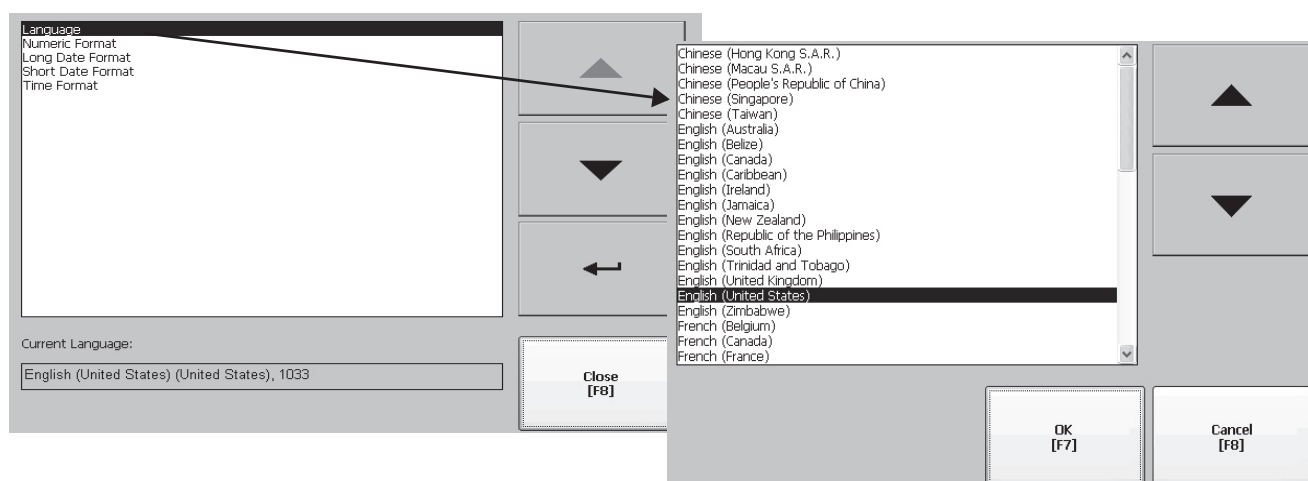 Language
Numeric Format
Long Date Format
Short Date Format
Time Format
Current Language:
English (United States) (United States), 1033
Close
[F8]
Chinese (Hong Kong S.A.R.)
Chinese (Macau S.A.R.)
Chinese (People's Republic of China)
Chinese (Singapore)
Chinese (Taiwan)
English (Australia)
English (Belize)
English (Canada)
English (Caribbean)
English (Ireland)
English (Jamaica)
English (New Zealand)
English (Republic of the Philippines)
English (South Africa)
English (Trinidad and Tobago)
English (United Kingdom)
English (United States)
English (Zimbabwe)
French (Belgium)
French (Canada)
French (France)
OK
[F7]
Cancel
[F8]